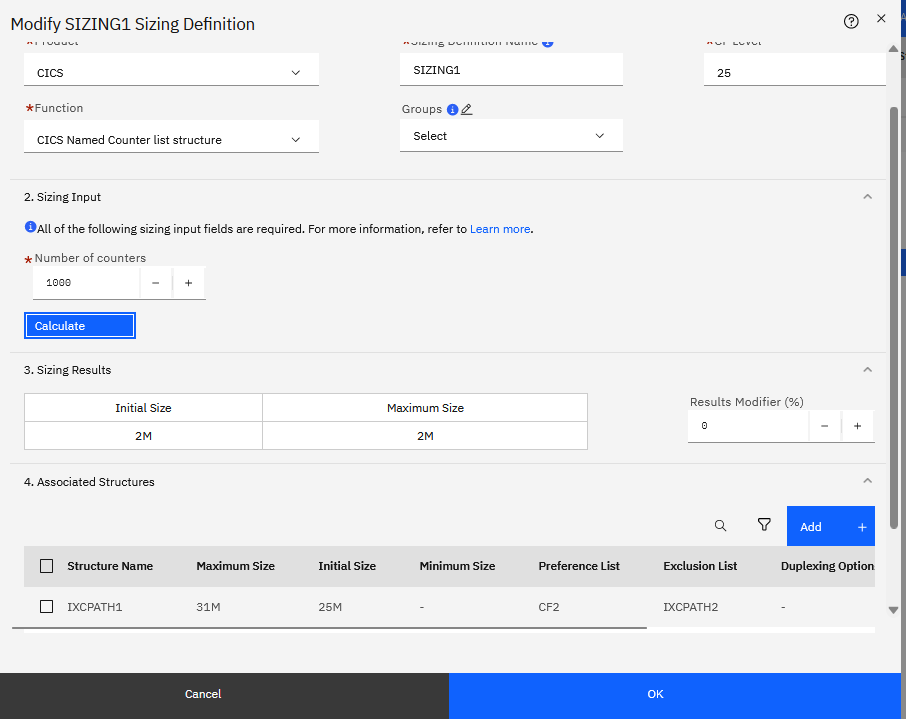 Modify SIZING1 Sizing Definition
*Product
*Sizing Definition Name
*CF Level
CICS
SIZING1
25
*Function
Groups
CICS Named Counter list structure
Select
2. Sizing Input
All of the following sizing input fields are required. For more information, refer to Learn more.
*Number of counters
1000
Calculate
3. Sizing Results
Initial Size
Maximum Size
Results Modifier (%)
2M
2M
0
4. Associated Structures
Add +
Structure Name
Maximum Size
Initial Size
Minimum Size
Preference List
Exclusion List
Duplexing Option
IXCPATH1
31M
25M
-
CF2
IXCPATH2
-
Cancel
OK